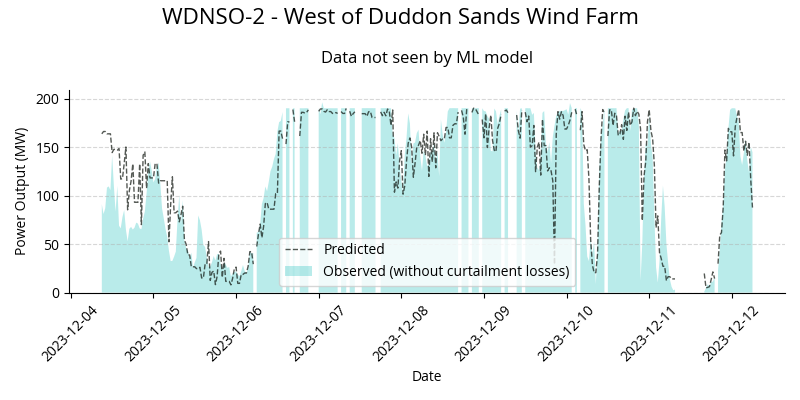 WDNSO-2 - West of Duddon Sands Wind Farm
Data not seen by ML model
Power Output (MW)
200
150
100
50
0
Predicted
Observed (without curtailment losses)
2023-12-04
2023-12-05
2023-12-06
2023-12-07
2023-12-08
2023-12-09
2023-12-10
2023-12-11
2023-12-12
Date